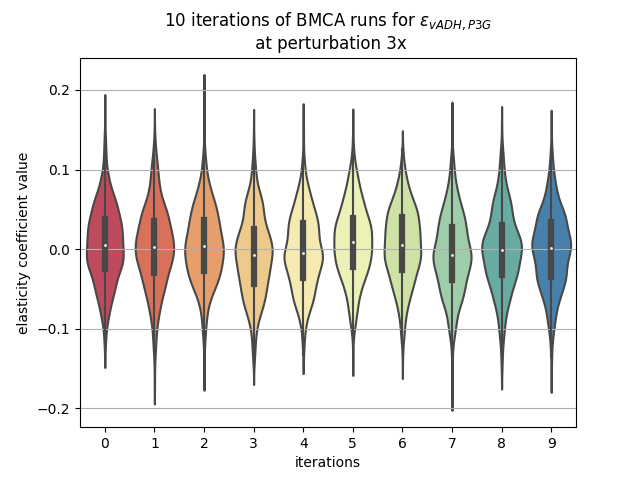 10 iterations of BMCA runs for ε_{vADH, P3G}
at perturbation 3x
elasticity coefficient value
0.2
0.1
0.0
−0.1
−0.2
0 1 2 3 4 5 6 7 8 9
iterations